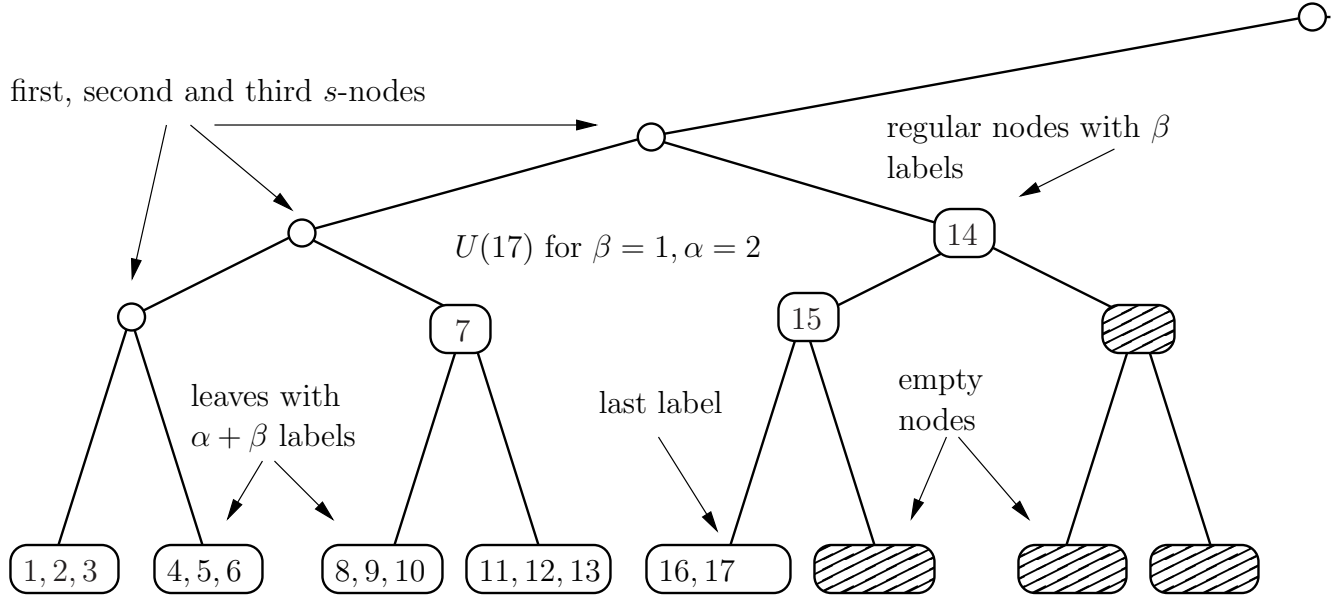 first, second and third s-nodes
regular nodes with β
labels
14
U(17) for β = 1, α = 2
15
7
leaves with
α + β labels
last label
empty
nodes
1, 2, 3
4, 5, 6
8, 9, 10
11, 12, 13
16, 17